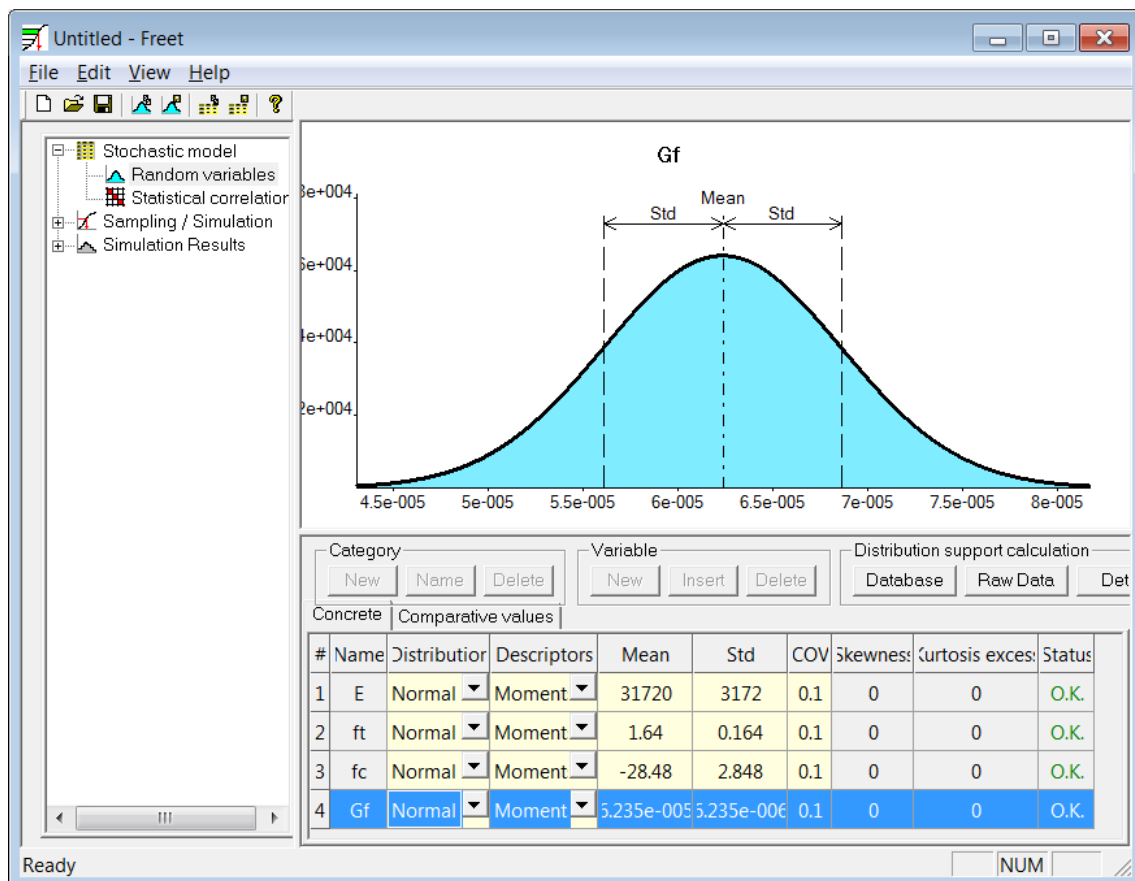 Untitled - Freet
File Edit View Help
Stochastic model
Random variables
Statistical correlation
Sampling / Simulation
Simulation Results
Gf
Mean
Std Std
8e+004
6e+004
4e+004
2e+004
4.5e-005 5e-005 5.5e-005 6e-005 6.5e-005 7e-005 7.5e-005 8e-005
Category Variable Distribution support calculation
New Name Delete New Insert Delete Database Raw Data Det
Concrete Comparative values
# Name Distribution Descriptors Mean Std COV Skewness Kurtosis excess Status
1 E Normal Moment 31720 3172 0.1 0 0 O.K.
2 ft Normal Moment 1.64 0.164 0.1 0 0 O.K.
3 fc Normal Moment -28.48 2.848 0.1 0 0 O.K.
4 Gf Normal Moment 6.235e-005 6.235e-006 0.1 0 0 O.K.
Ready NUM